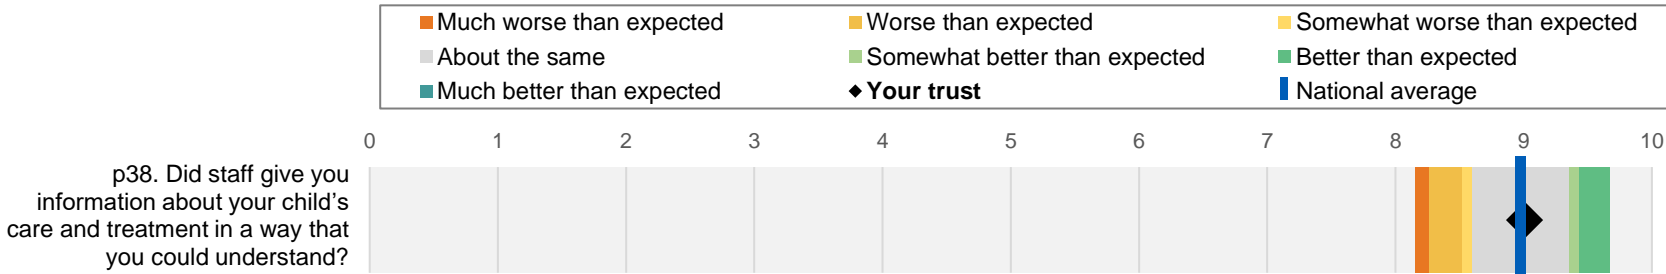 Much worse than expected
Worse than expected
Somewhat worse than expected
About the same
Somewhat better than expected
Better than expected
Much better than expected
Your trust
National average
0 1 2 3 4 5 6 7 8 9 10
p38. Did staff give you
information about your child’s
care and treatment in a way that
you could understand?